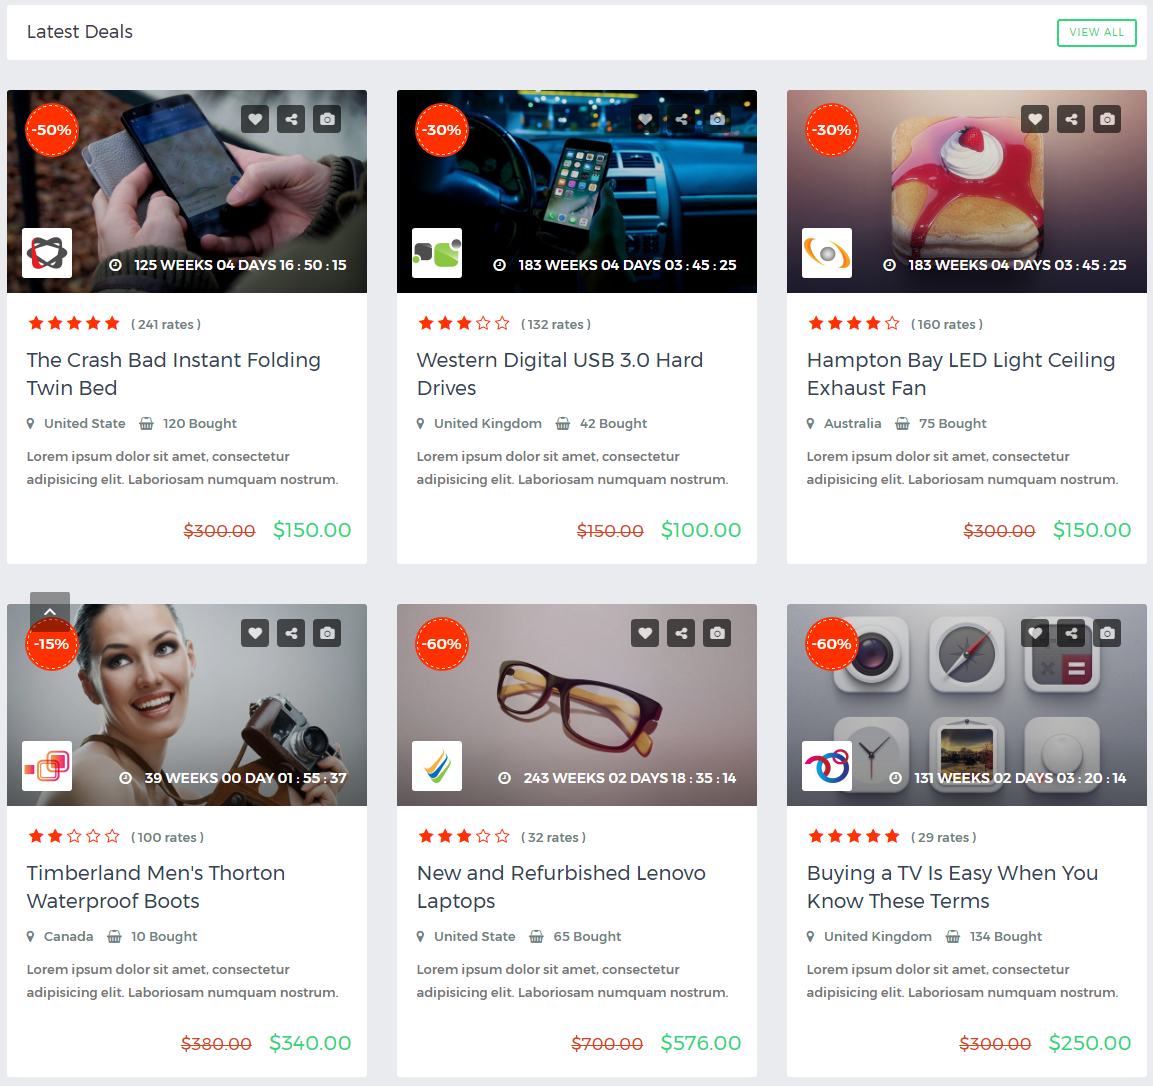 Latest Deals
VIEW ALL
-50%
125 WEEKS 04 DAYS 16 : 50 : 15
( 241 rates )
The Crash Bad Instant Folding
Twin Bed
United State 120 Bought
Lorem ipsum dolor sit amet, consectetur
adipisicing elit. Laboriosam numquam nostrum.
$300.00 $150.00
-30%
183 WEEKS 04 DAYS 03 : 45 : 25
( 132 rates )
Western Digital USB 3.0 Hard
Drives
United Kingdom 42 Bought
Lorem ipsum dolor sit amet, consectetur
adipisicing elit. Laboriosam numquam nostrum.
$150.00 $100.00
-30%
183 WEEKS 04 DAYS 03 : 45 : 25
( 160 rates )
Hampton Bay LED Light Ceiling
Exhaust Fan
Australia 75 Bought
Lorem ipsum dolor sit amet, consectetur
adipisicing elit. Laboriosam numquam nostrum.
$300.00 $150.00
-15%
39 WEEKS 00 DAY 01 : 55 : 37
( 100 rates )
Timberland Men's Thorton
Waterproof Boots
Canada 10 Bought
Lorem ipsum dolor sit amet, consectetur
adipisicing elit. Laboriosam numquam nostrum.
$380.00 $340.00
-60%
243 WEEKS 02 DAYS 18 : 35 : 14
( 32 rates )
New and Refurbished Lenovo
Laptops
United State 65 Bought
Lorem ipsum dolor sit amet, consectetur
adipisicing elit. Laboriosam numquam nostrum.
$700.00 $576.00
-60%
131 WEEKS 02 DAYS 03 : 20 : 14
( 29 rates )
Buying a TV Is Easy When You
Know These Terms
United Kingdom 134 Bought
Lorem ipsum dolor sit amet, consectetur
adipisicing elit. Laboriosam numquam nostrum.
$300.00 $250.00